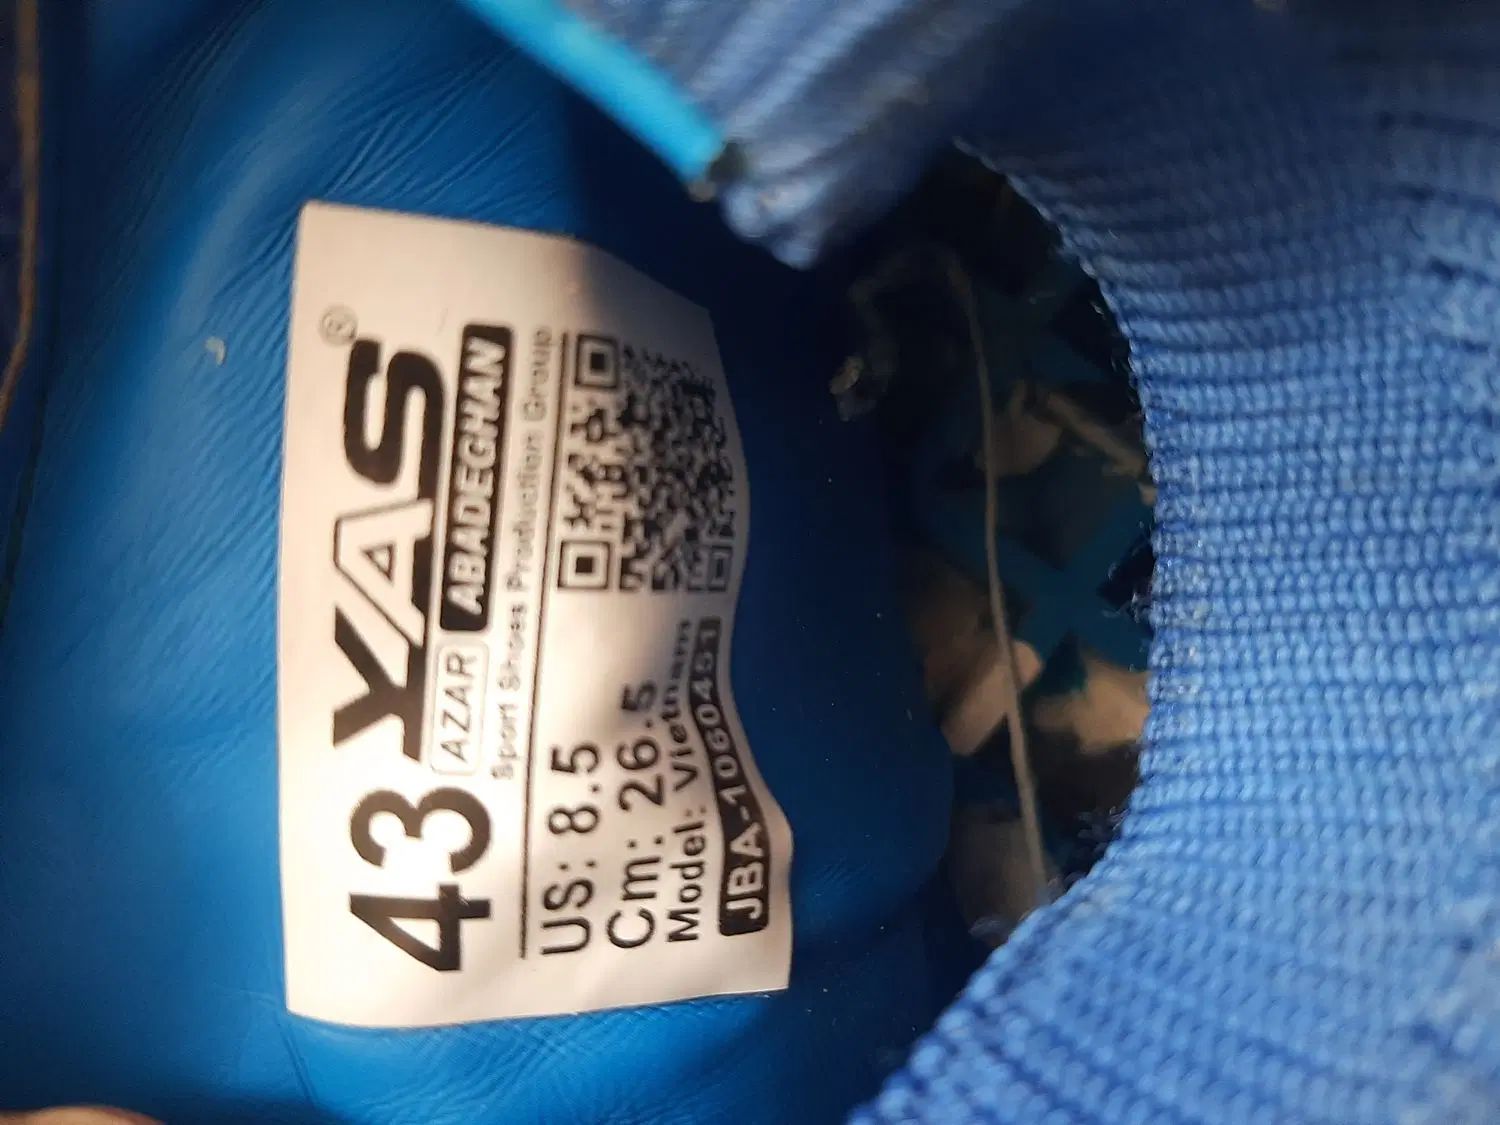 43 YAS®
AZAR ABADEGHAN
Sport Shoes Production Group
US: 8.5
Cm: 26.5
Model: Vietnam
JBA-1060451